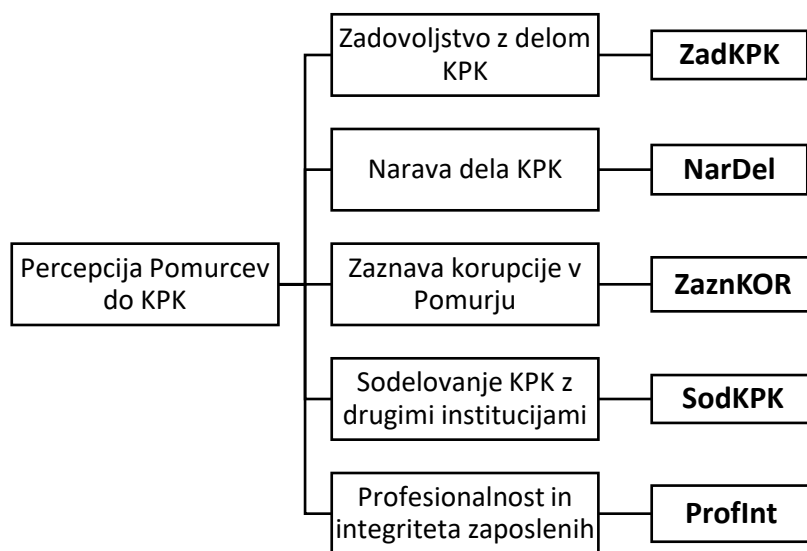 Zadovoljstvo z delom
KPK
ZadKPK
Narava dela KPK
NarDel
Percepcija Pomurcev
do KPK
Zaznava korupcije v
Pomurju
ZaznKOR
Sodelovanje KPK z
drugimi institucijami
SodKPK
Profesionalnost in
integriteta zaposlenih
ProfInt